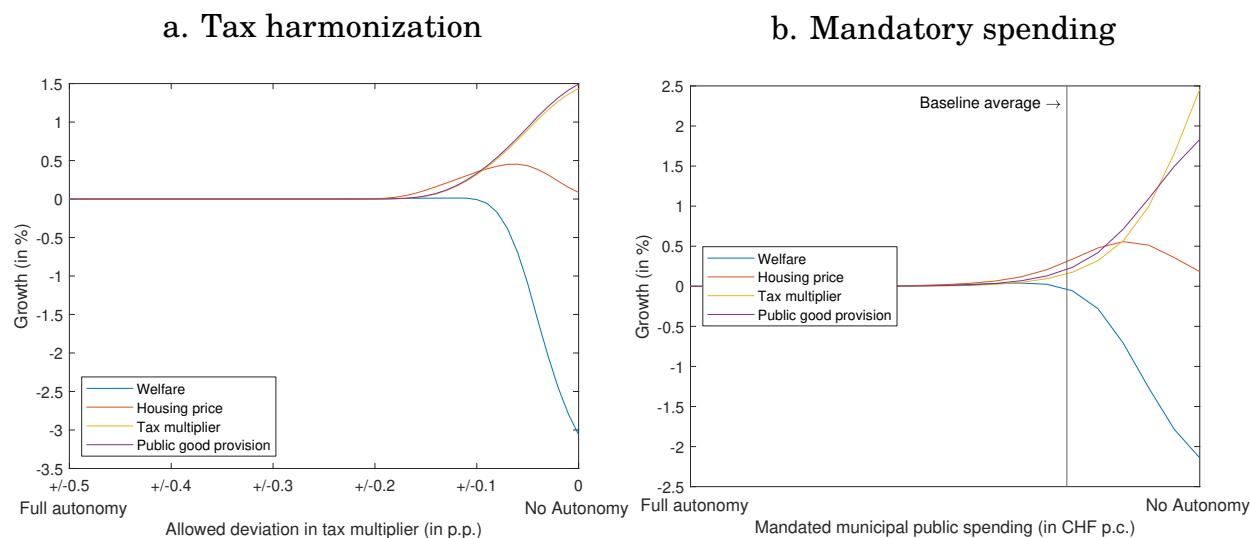 a. Tax harmonization
1.5
1
0.5
0
-0.5
-1
-1.5
-2
-2.5
-3
-3.5
Growth (in %)
Welfare
Housing price
Tax multiplier
Public good provision
+/-0.5
+/-0.4
+/-0.3
+/-0.2
+/-0.1
0
Full autonomy
No Autonomy
Allowed deviation in tax multiplier (in p.p.)
b. Mandatory spending
2.5
2
1.5
1
0.5
0
-0.5
-1
-1.5
-2
-2.5
Growth (in %)
Baseline average →
Welfare
Housing price
Tax multiplier
Public good provision
Full autonomy
No Autonomy
Mandated municipal public spending (in CHF p.c.)